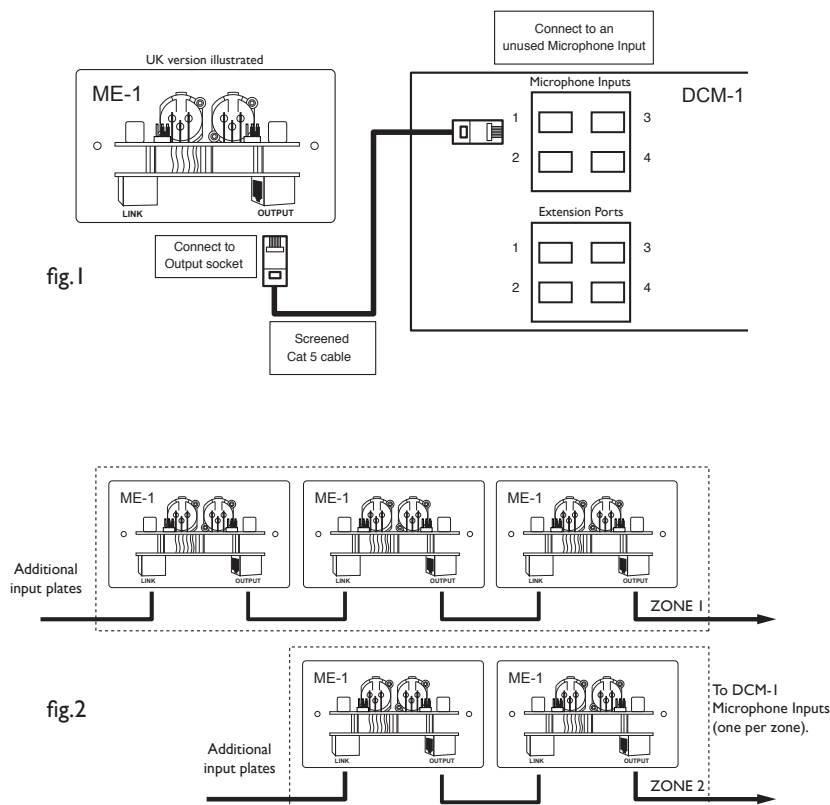 Connect to an
unused Microphone Input
UK version illustrated
ME-1
LINK
OUTPUT
Connect to
Output socket
fig.1
Screened
Cat 5 cable
DCM-1
Microphone Inputs
1
3
2
4
Extension Ports
1
3
2
4
ME-1
LINK
OUTPUT
ME-1
LINK
OUTPUT
ME-1
LINK
OUTPUT
Additional
input plates
ZONE 1
fig.2
ME-1
LINK
OUTPUT
ME-1
LINK
OUTPUT
To DCM-1
Microphone Inputs
(one per zone).
Additional
input plates
ZONE 2